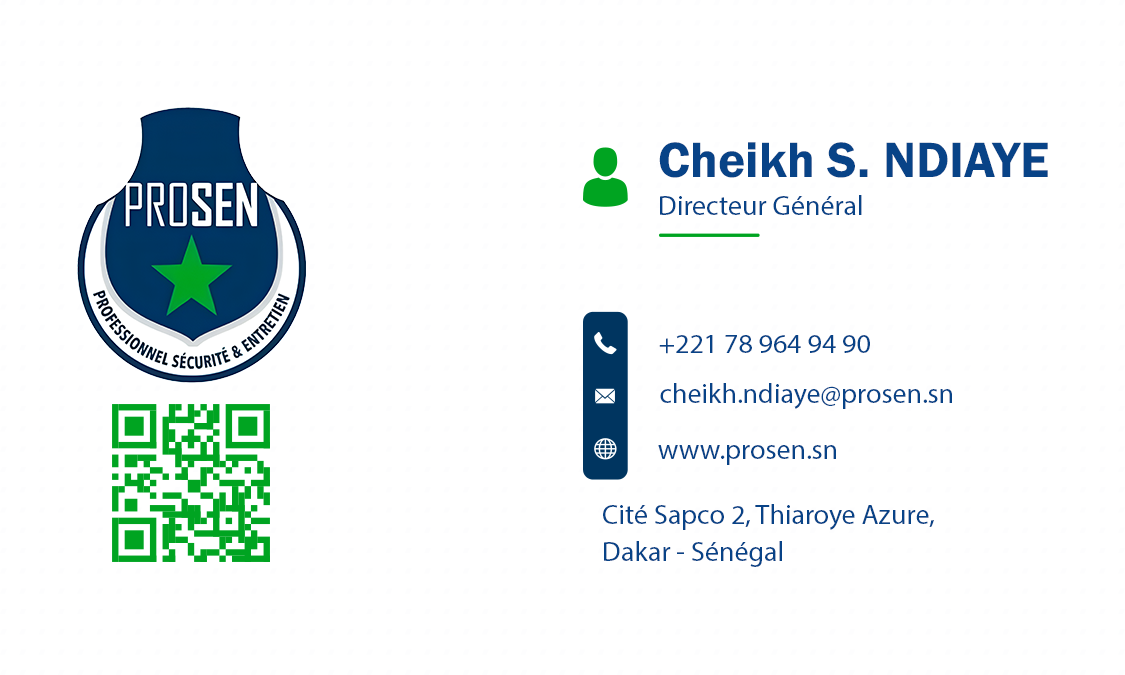 PROSEN
PROFESSIONNEL SÉCURITÉ & ENTRETIEN
Cheikh S. NDIAYE
Directeur Général
+221 78 964 94 90
cheikh.ndiaye@prosen.sn
www.prosen.sn
Cité Sapco 2, Thiaroye Azure,
Dakar - Sénégal